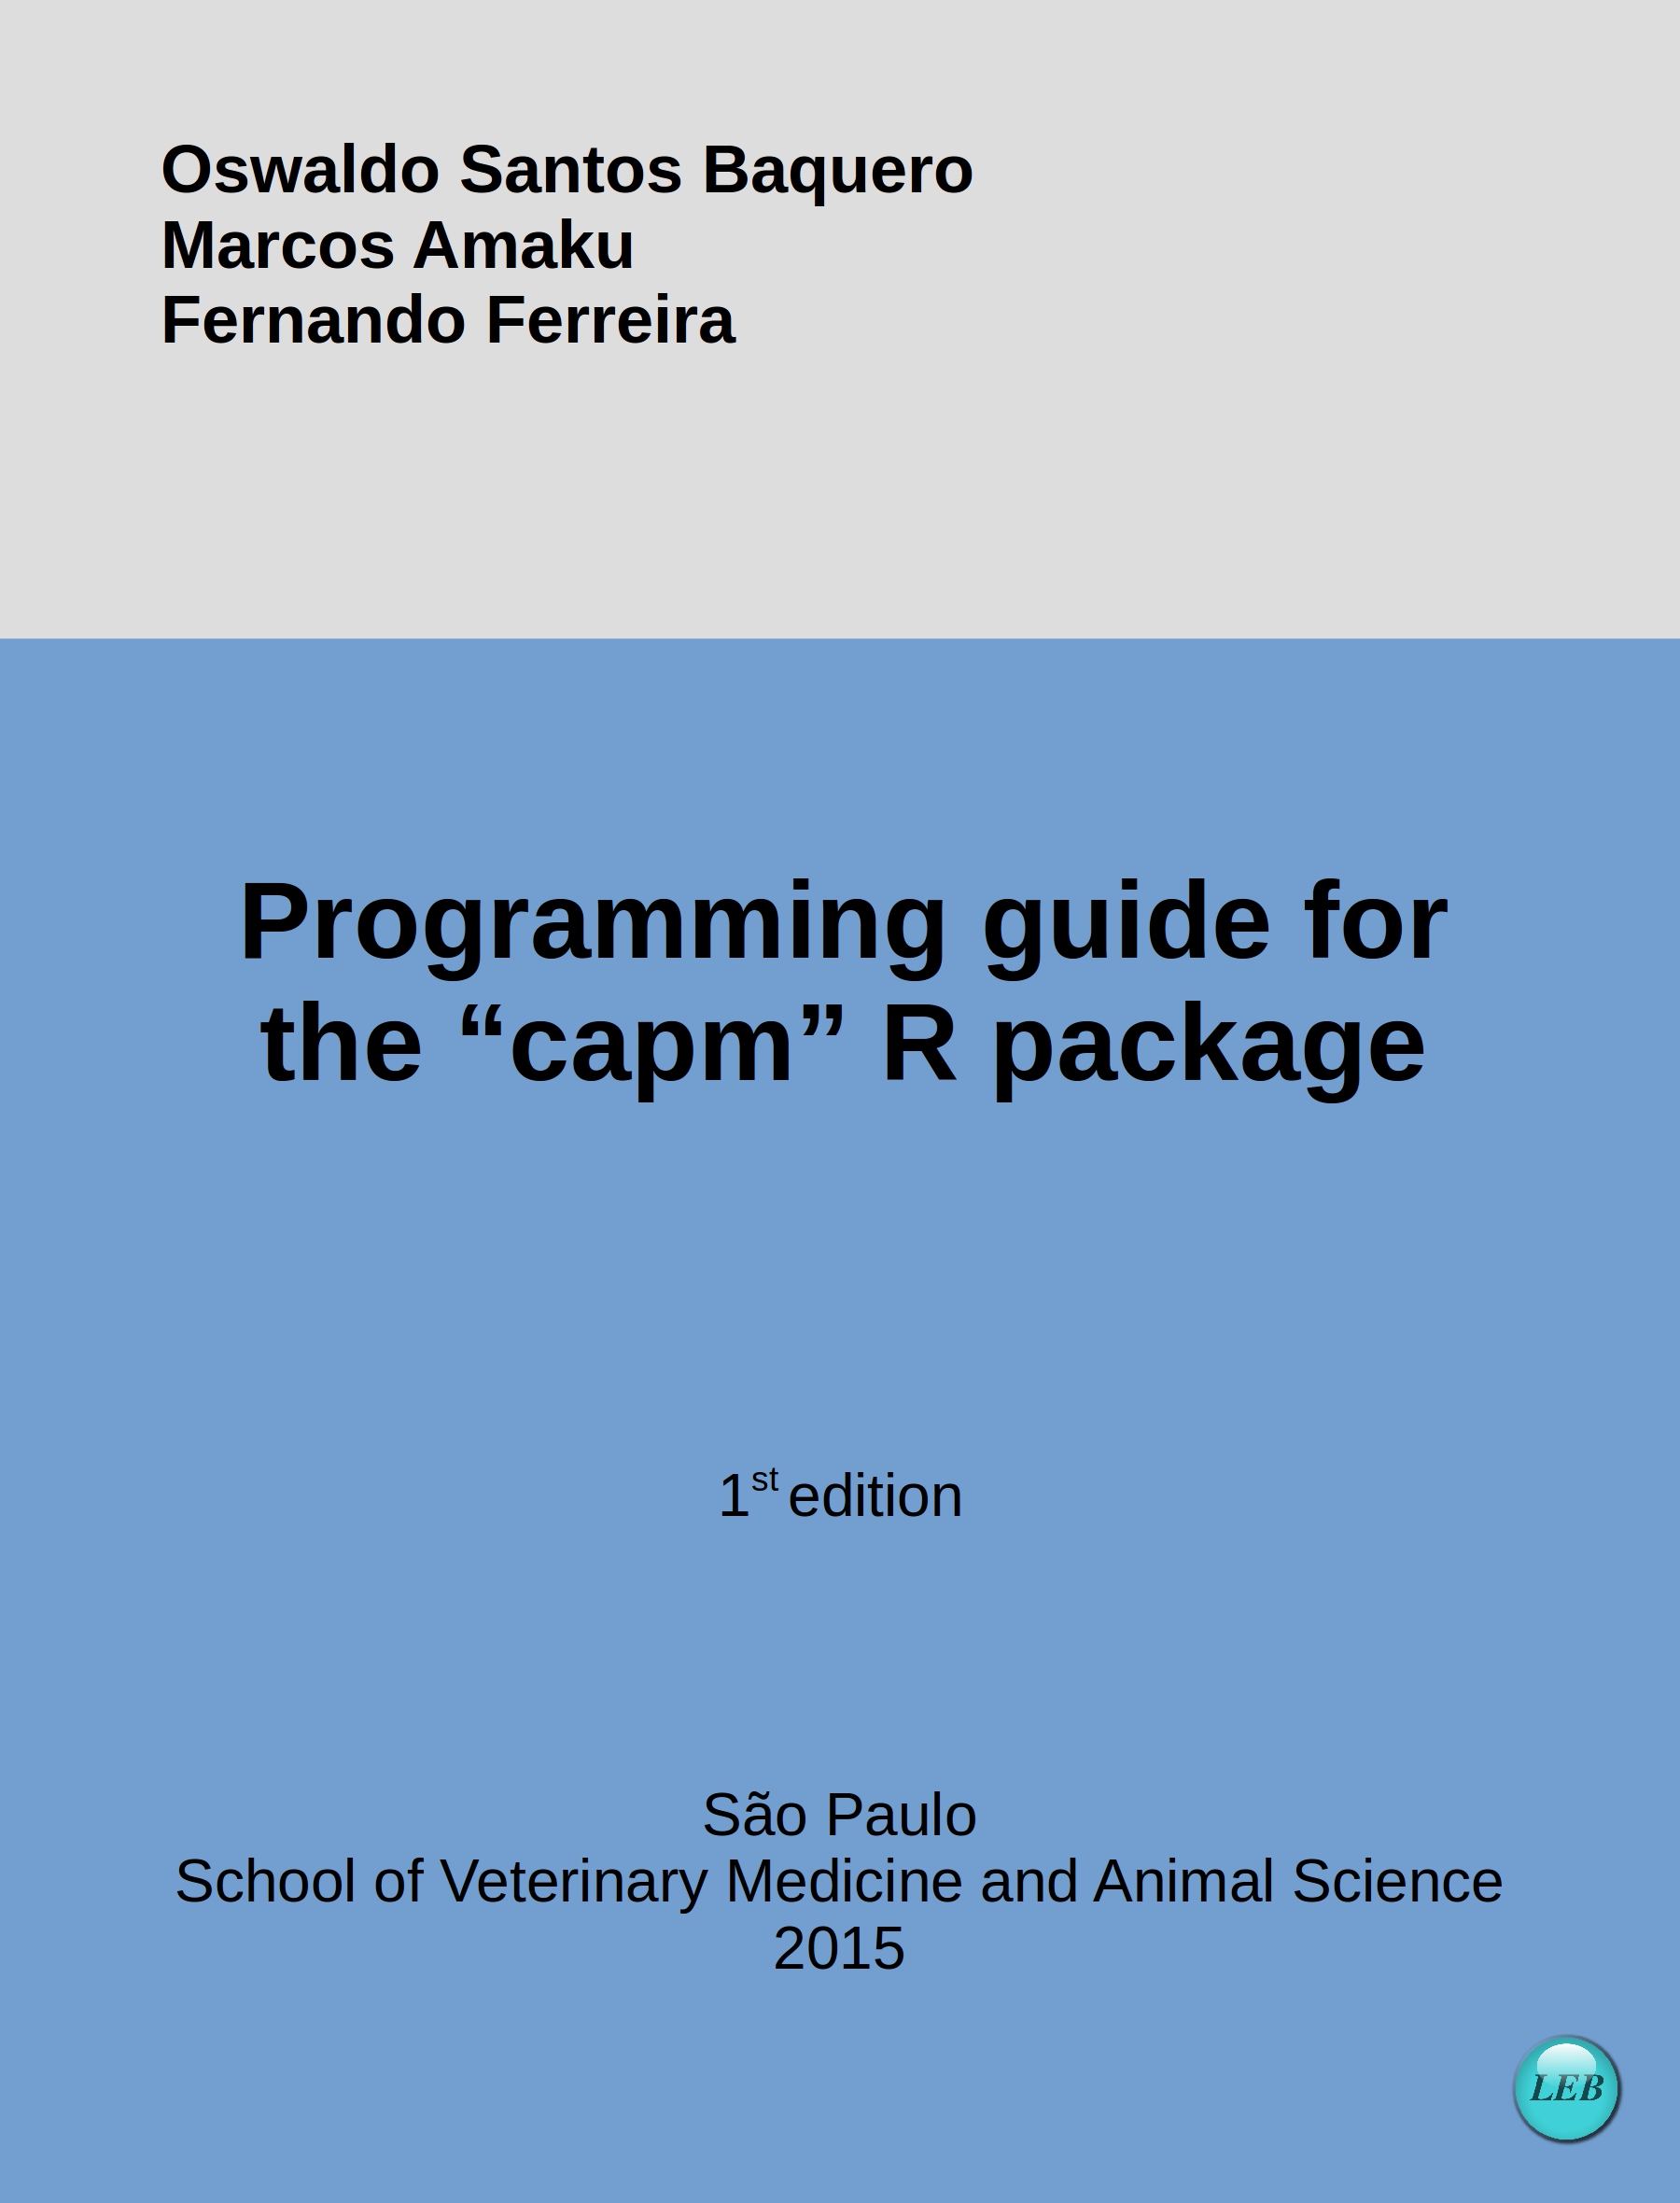 Oswaldo Santos Baquero
Marcos Amaku
Fernando Ferreira
Programming guide for
the “capm” R package
1st edition
São Paulo
School of Veterinary Medicine and Animal Science
2015
LEB